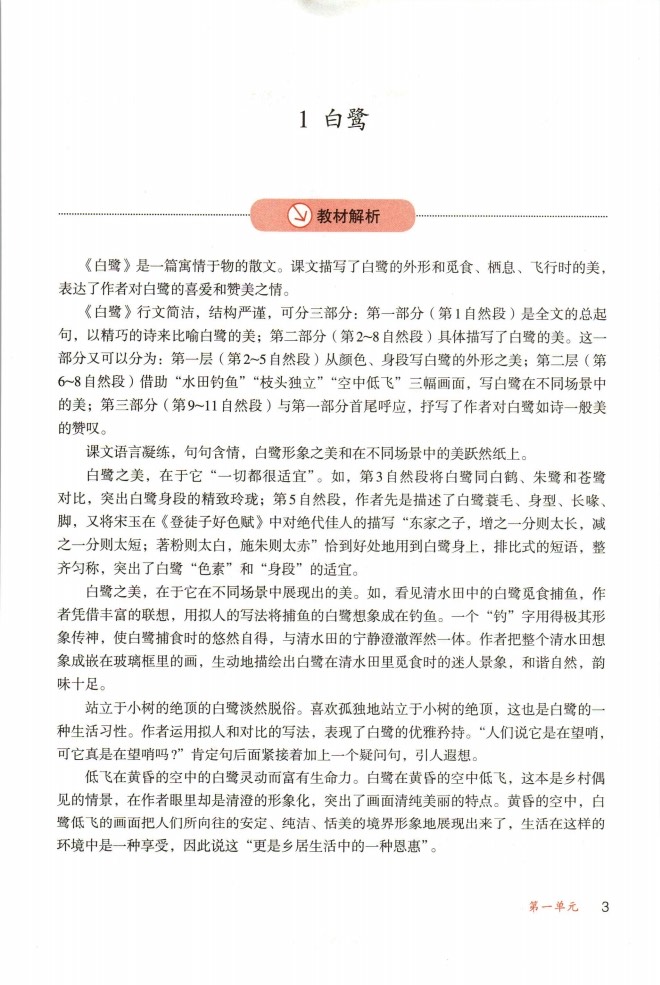 1 白鹭
教材解析
《白鹭》是一篇寓情于物的散文。课文描写了白鹭的外形和觅食、栖息、飞行时的美，
表达了作者对白鹭的喜爱和赞美之情。
《白鹭》行文简洁，结构严谨，可分三部分：第一部分（第1自然段）是全文的总起
句，以精巧的诗来比喻白鹭的美；第二部分（第2~8自然段）具体描写了白鹭的美。这一
部分又可以分为：第一层（第2~5自然段）从颜色、身段写白鹭的外形之美；第二层（第
6~8自然段）借助“水田钓鱼”“枝头独立”“空中低飞”三幅画面，写白鹭在不同场景中
的美；第三部分（第9~11自然段）与第一部分首尾呼应，抒写了作者对白鹭如诗一般美
的赞叹。
课文语言凝练，句句含情，白鹭形象之美和在不同场景中的美跃然纸上。
白鹭之美，在于它“一切都很适宜”。如，第3自然段将白鹭同白鹤、朱鹭和苍鹭
对比，突出白鹭身段的精致玲珑；第5自然段，作者先是描述了白鹭蓑毛、身型、长喙、
脚，又将宋玉在《登徒子好色赋》中对绝代佳人的描写“东家之子，增之一分则太长，减
之一分则太短；著粉则太白，施朱则太赤”恰到好处地用到白鹭身上，排比式的短语，整
齐匀称，突出了白鹭“色素”和“身段”的适宜。
白鹭之美，在于它在不同场景中展现出的美。如，看见清水田中的白鹭觅食捕鱼，作
者凭借丰富的联想，用拟人的写法将捕鱼的白鹭想象成在钓鱼。一个“钓”字用得极其形
象传神，使白鹭捕食时的悠然自得，与清水田的宁静澄澈浑然一体。作者把整个清水田想
象成嵌在玻璃框里的画，生动地描绘出白鹭在清水田里觅食时的迷人景象，和谐自然，韵
味十足。
站立于小树的绝顶的白鹭淡然脱俗。喜欢孤独地站立于小树的绝顶，这也是白鹭的一
种生活习性。作者运用拟人和对比的写法，表现了白鹭的优雅矜持。“人们说它是在望哨，
可它真是在望哨吗？”肯定句后面紧接着加上一个疑问句，引人遐想。
低飞在黄昏的空中的白鹭灵动而富有生命力。白鹭在黄昏的空中低飞，这本是乡村偶
见的情景，在作者眼里却是清澄的形象化，突出了画面清纯美丽的特点。黄昏的空中，白
鹭低飞的画面把人们所向往的安定、纯洁、恬美的境界形象地展现出来了，生活在这样的
环境中是一种享受，因此说这“更是乡居生活中的一种恩惠”。
第一单元 3